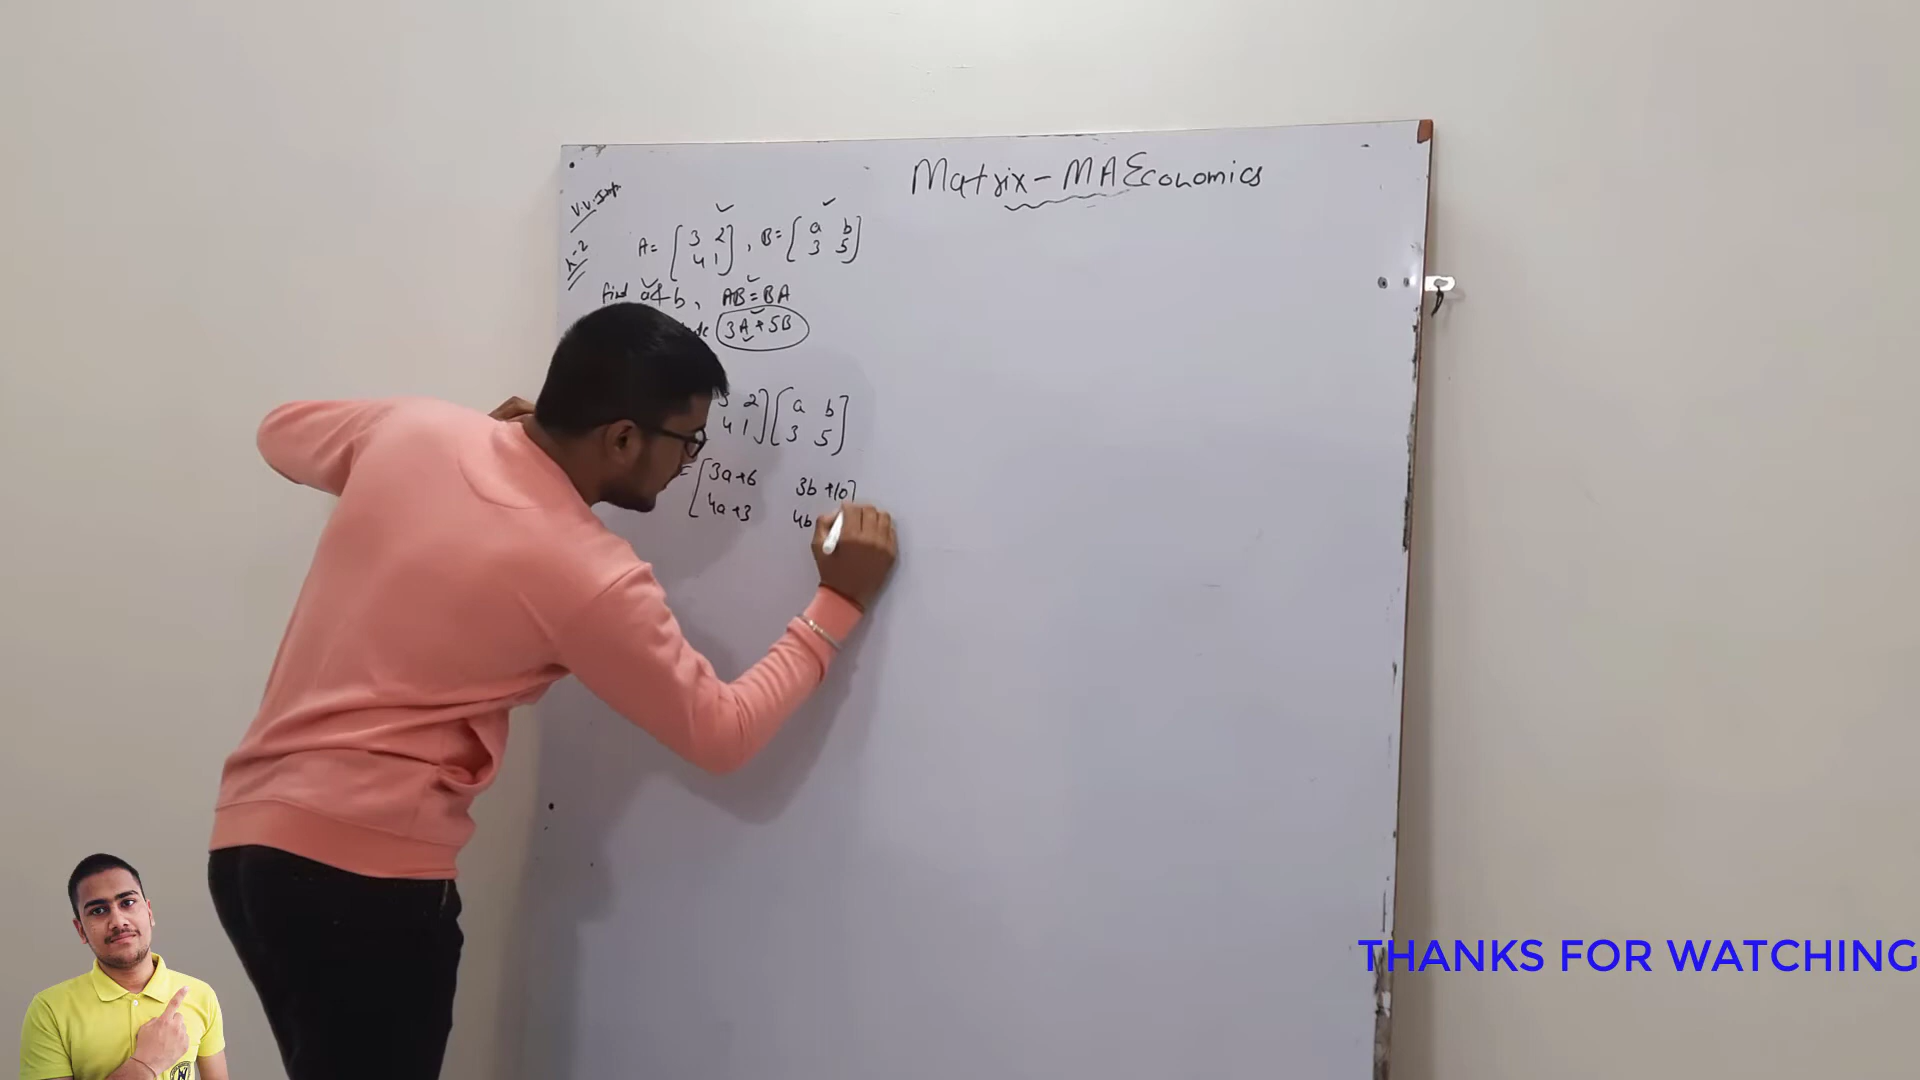 Matrix - MA Economics
V.V. Imp.
A = [3 2], B = [a b]
[4 1] [3 5]
find a & b, AB = BA
3A + 5B
3 2] [a b]
4 1] [3 5]
= [3a+6 3b+10]
[4a+3 4b
THANKS FOR WATCHING